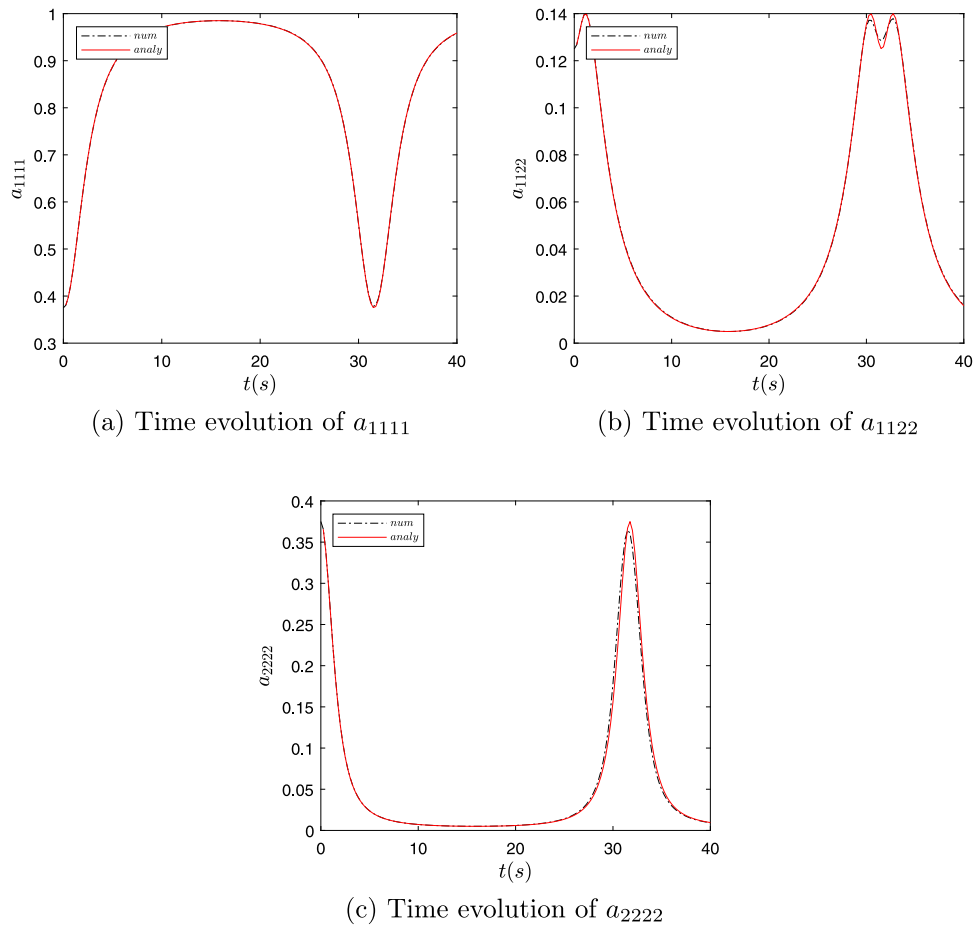 1
0.9
0.8
0.7
0.6
0.5
0.4
0.3
a1111
num
analy
0 10 20 30 40
t(s)
(a) Time evolution of a1111
0.14
0.12
0.1
0.08
0.06
0.04
0.02
0
a1122
num
analy
0 10 20 30 40
t(s)
(b) Time evolution of a1122
0.4
0.35
0.3
0.25
0.2
0.15
0.1
0.05
0
a2222
num
analy
0 10 20 30 40
t(s)
(c) Time evolution of a2222